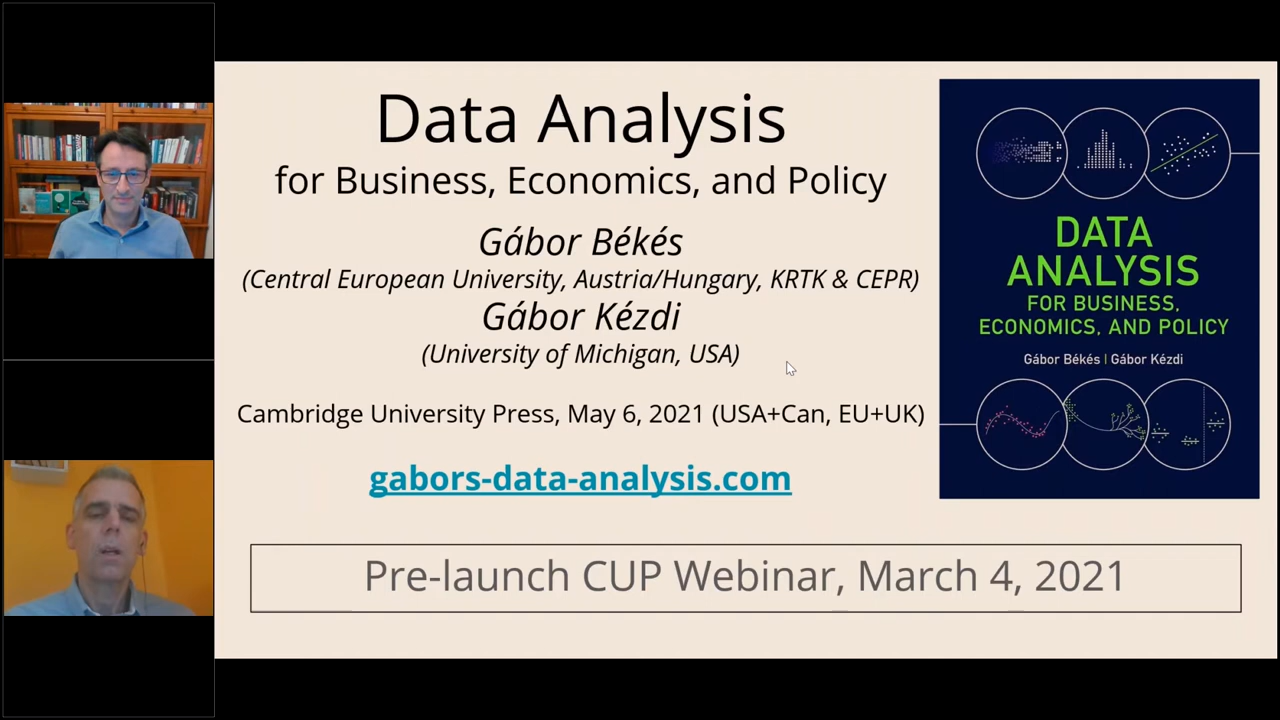 Data Analysis
for Business, Economics, and Policy
Gábor Békés
(Central European University, Austria/Hungary, KRTK & CEPR)
Gábor Kézdi
(University of Michigan, USA)
Cambridge University Press, May 6, 2021 (USA+Can, EU+UK)
gabors-data-analysis.com
Pre-launch CUP Webinar, March 4, 2021
DATA
ANALYSIS
FOR BUSINESS,
ECONOMICS, AND POLICY
Gábor Békés | Gábor Kézdi